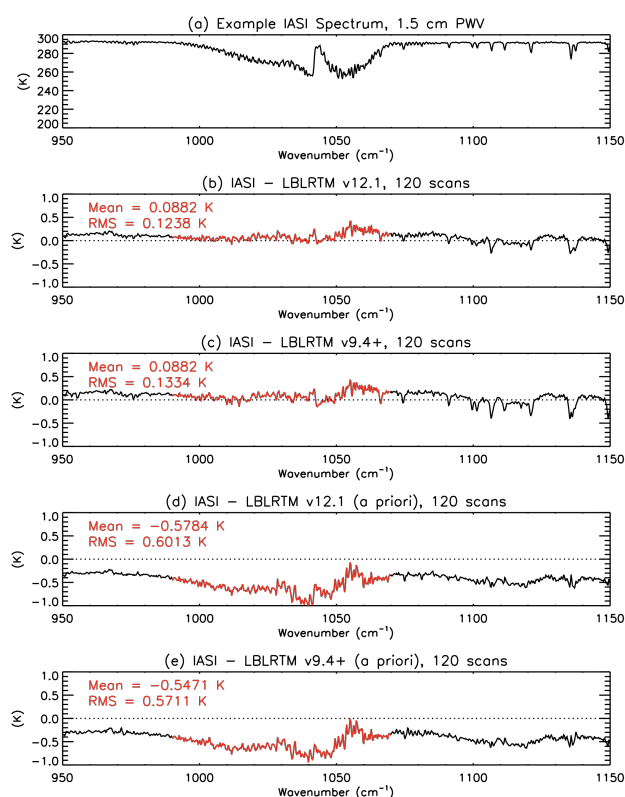 (a) Example IASI Spectrum, 1.5 cm PWV
300
280
260
240
220
200
(K)
950 1000 1050 1100 1150
Wavenumber (cm⁻¹)
(b) IASI − LBLRTM v12.1, 120 scans
Mean = 0.0882 K
RMS = 0.1238 K
1.0
0.5
0.0
−0.5
−1.0
(K)
950 1000 1050 1100 1150
Wavenumber (cm⁻¹)
(c) IASI − LBLRTM v9.4+, 120 scans
Mean = 0.0882 K
RMS = 0.1334 K
1.0
0.5
0.0
−0.5
−1.0
(K)
950 1000 1050 1100 1150
Wavenumber (cm⁻¹)
(d) IASI − LBLRTM v12.1 (a priori), 120 scans
Mean = −0.5784 K
RMS = 0.6013 K
1.0
0.5
0.0
−0.5
−1.0
(K)
950 1000 1050 1100 1150
Wavenumber (cm⁻¹)
(e) IASI − LBLRTM v9.4+ (a priori), 120 scans
Mean = −0.5471 K
RMS = 0.5711 K
1.0
0.5
0.0
−0.5
−1.0
(K)
950 1000 1050 1100 1150
Wavenumber (cm⁻¹)